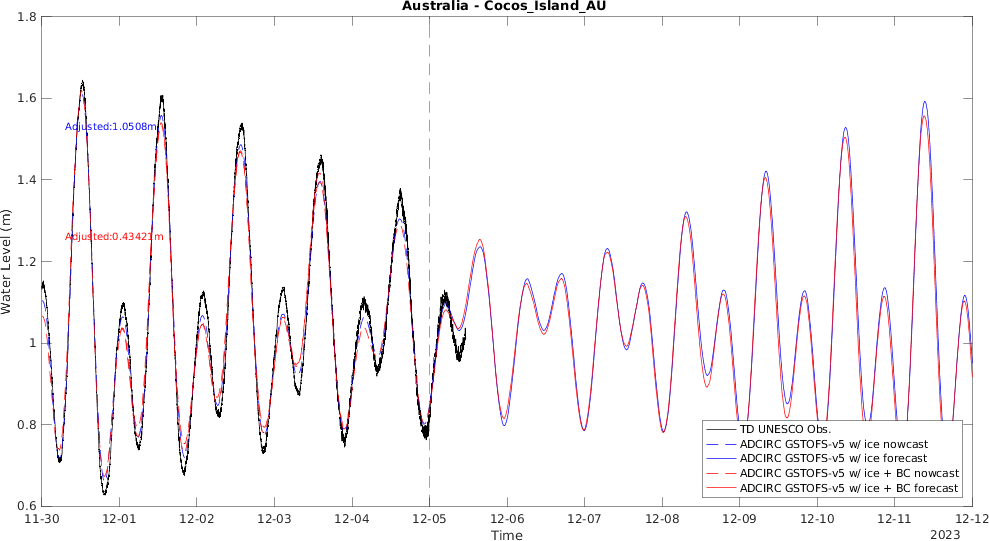 Australia - Cocos_Island_AU
1.8
1.6
1.4
1.2
1
0.8
0.6
Water Level (m)
Adjusted:1.0508m
Adjusted:0.43421m
TD UNESCO Obs.
ADCIRC GSTOFS-v5 w/ ice nowcast
ADCIRC GSTOFS-v5 w/ ice forecast
ADCIRC GSTOFS-v5 w/ ice + BC nowcast
ADCIRC GSTOFS-v5 w/ ice + BC forecast
11-30 12-01 12-02 12-03 12-04 12-05 12-06 12-07 12-08 12-09 12-10 12-11 12-12
Time
2023